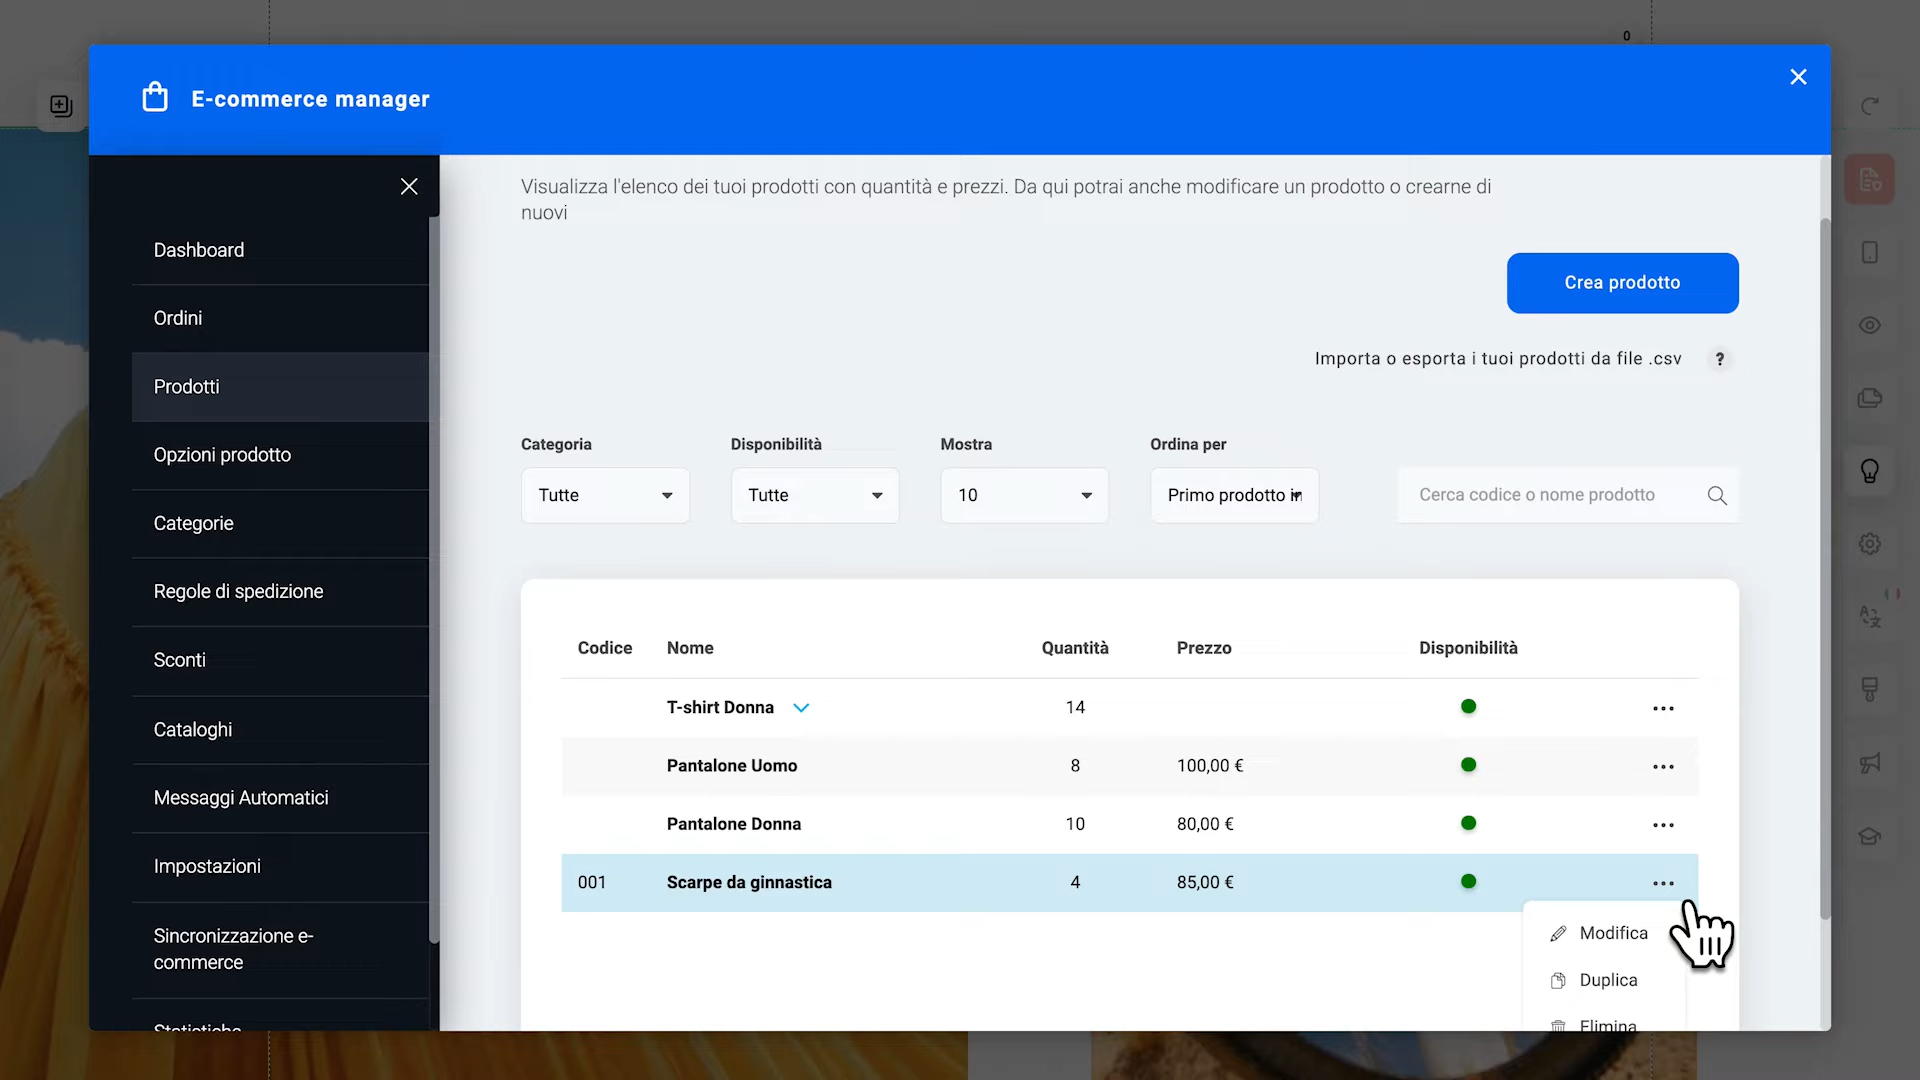 0
E-commerce manager
Visualizza l'elenco dei tuoi prodotti con quantità e prezzi. Da qui potrai anche modificare un prodotto o crearne di
nuovi
Dashboard
Ordini
Prodotti
Opzioni prodotto
Categorie
Regole di spedizione
Sconti
Cataloghi
Messaggi Automatici
Impostazioni
Sincronizzazione e-
commerce
Statistiche
Crea prodotto
Importa o esporta i tuoi prodotti da file .csv ?
Categoria Disponibilità Mostra Ordina per
Tutte Tutte 10 Primo prodotto in Cerca codice o nome prodotto
Codice Nome Quantità Prezzo Disponibilità
T-shirt Donna 14
Pantalone Uomo 8 100,00 €
Pantalone Donna 10 80,00 €
001 Scarpe da ginnastica 4 85,00 €
Modifica
Duplica
Elimina